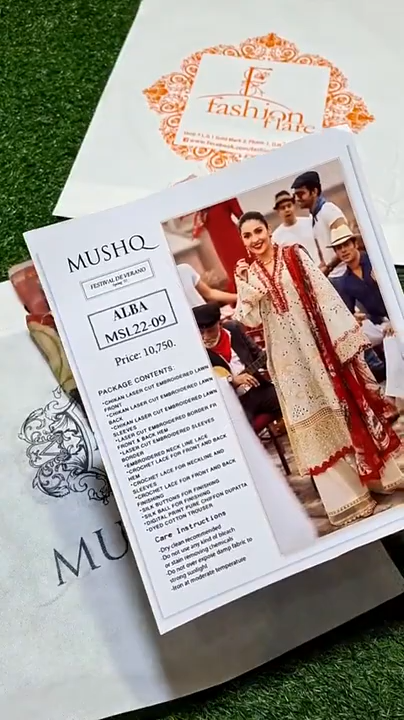 fashion
Flare
MUSHQ
FESTIVAL DE VERANO
ALBA
MSL22-09
Price: 10,750.
PACKAGE CONTENTS:
*CHIKAN LASER CUT EMBROIDERED LAWN
FRONT
*CHIKAN LASER CUT EMBROIDERED LAWN
BACK
*CHIKAN LASER CUT EMBROIDERED LAWN
SLEEVES
*LASER CUT EMBROIDERED BORDER FR
FRONT & BACK HEM
*LASER CUT EMBROIDERED SLEEVES
BORDER
*EMBROIDERED NECK LINE LACE
*CROCHET LACE FOR FRONT AND BACK
HEM
*CROCHET LACE FOR NECKLINE AND
SLEEVES
*CROCHET LACE FOR FRONT AND BACK
FINISHING
*SILK BUTTONS FOR FINISHING
*SILK BALL FOR FINISHING
*DIGITAL PRINT PURE CHIFFON DUPATTA
*DYED COTTON TROUSER
Care Instructions
-Dry clean recommended
-Do not use any kind of bleach
or stain removing chemicals
-Do not over expose damp fabric to
strong sunlight
-Iron at moderate temperature
MU